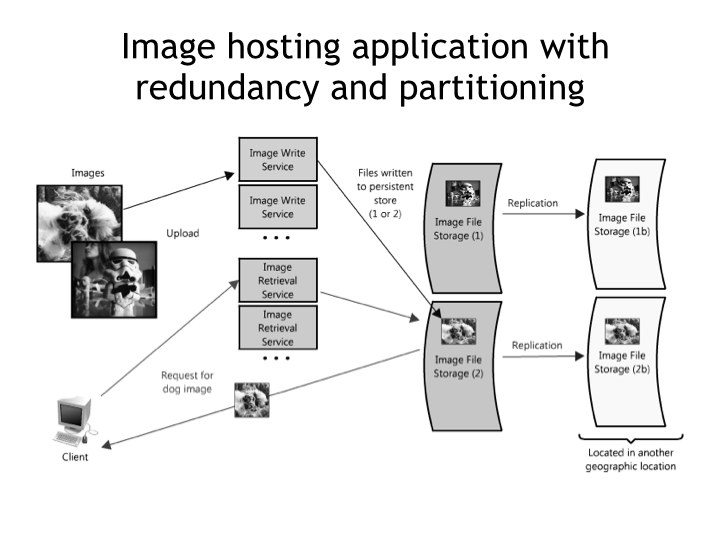 Image hosting application with
redundancy and partitioning
Images
Upload
Image Write
Service
Image Write
Service
...
Image
Retrieval
Service
Image
Retrieval
Service
...
Request for
dog image
Client
Files written
to persistent
store
(1 or 2)
Image File
Storage (1)
Replication
Image File
Storage (1b)
Image File
Storage (2)
Replication
Image File
Storage (2b)
Located in another
geographic location